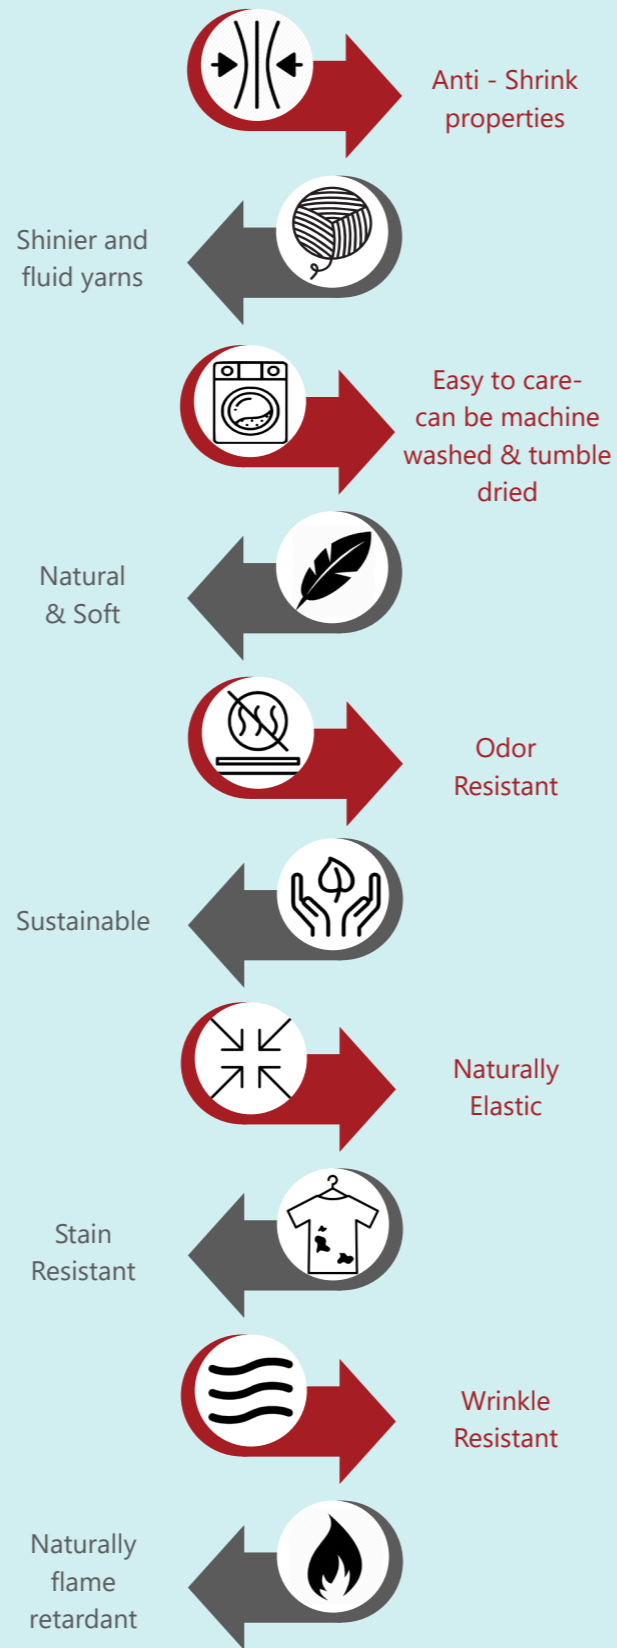 Anti - Shrink
properties
Shinier and
fluid yarns
Easy to care-
can be machine
washed & tumble
dried
Natural
& Soft
Odor
Resistant
Sustainable
Naturally
Elastic
Stain
Resistant
Wrinkle
Resistant
Naturally
flame
retardant